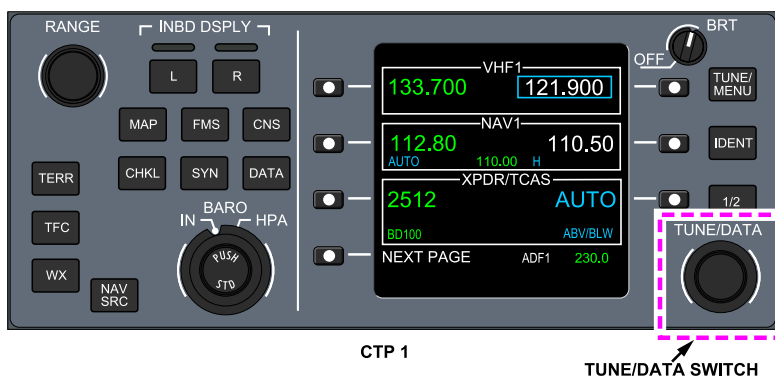 RANGE
INBD DSPLY
BRT
OFF
L
R
TUNE/
MENU
VHF1
133.700
121.900
MAP
FMS
CNS
NAV1
112.80
110.50
AUTO
110.00
H
IDENT
TERR
CHKL
SYN
DATA
XPDR/TCAS
2512
AUTO
BD100
ABV/BLW
1/2
TFC
BARO
IN
HPA
PUSH
STD
TUNE/DATA
WX
NAV
SRC
NEXT PAGE
ADF1
230.0
CTP 1
TUNE/DATA SWITCH